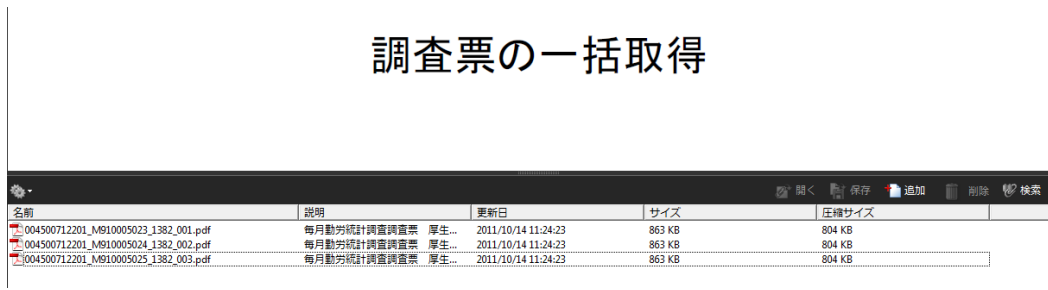 調査票の一括取得
開く 保存 追加 削除 検索
名前 説明 更新日 サイズ 圧縮サイズ
004500712201_M910005023_1382_001.pdf 毎月勤労統計調査調査票 厚生... 2011/10/14 11:24:23 863 KB 804 KB
004500712201_M910005024_1382_002.pdf 毎月勤労統計調査調査票 厚生... 2011/10/14 11:24:23 863 KB 804 KB
004500712201_M910005025_1382_003.pdf 毎月勤労統計調査調査票 厚生... 2011/10/14 11:24:23 863 KB 804 KB